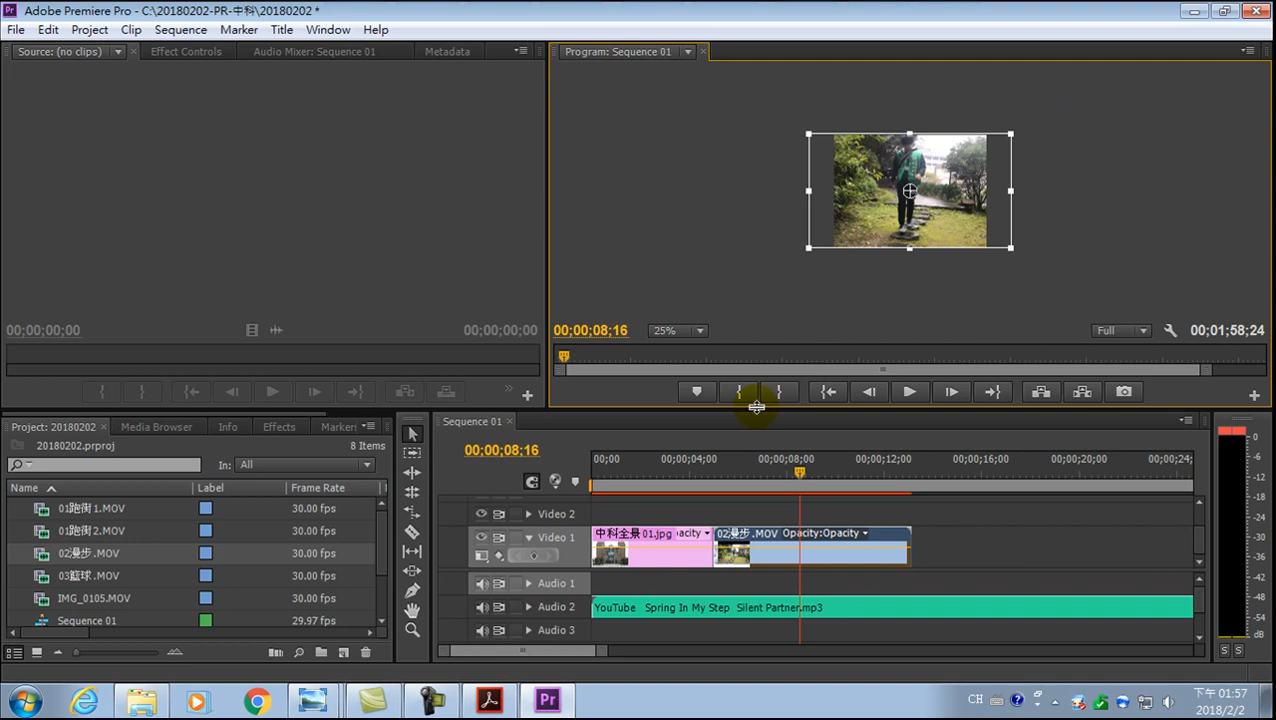 Adobe Premiere Pro - C:\20180202-PR-中科\20180202 *
File Edit Project Clip Sequence Marker Title Window Help
Source: (no clips) Effect Controls Audio Mixer: Sequence 01 Metadata
Program: Sequence 01
00;00;00;00 00;00;00;00
00;00;08;16 25% Full 00;01;58;24
Project: 20180202 Media Browser Info Effects Markers
20180202.prproj 8 Items
In: All
Name Label Frame Rate
01跑街1.MOV 30.00 fps
01跑街2.MOV 30.00 fps
02漫步.MOV 30.00 fps
03籃球.MOV 30.00 fps
IMG_0105.MOV 30.00 fps
Sequence 01 29.97 fps
Sequence 01
00;00;08;16
00;00 00;00;04;00 00;00;08;00 00;00;12;00 00;00;16;00 00;00;20;00 00;00;24;
Video 2
Video 1
中科全景01.jpg acity
02漫步.MOV Opacity:Opacity
Audio 1
Audio 2
YouTube Spring In My Step Silent Partner.mp3
Audio 3
0
-6
-12
-18
-24
-30
-36
-42
-48
-54
dB
S S
Pr
CH
下午 01:57
2018/2/2